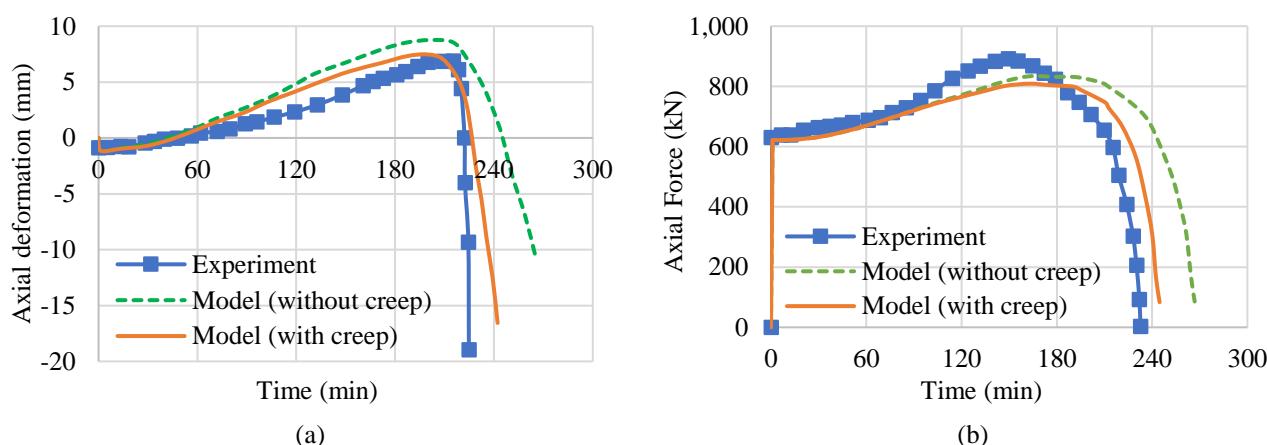 10
5
0
-5
-10
-15
-20
0
60
120
180
240
300
Axial deformation (mm)
Experiment
Model (without creep)
Model (with creep)
Time (min)
(a)
1,000
800
600
400
200
0
0
60
120
180
240
300
Axial Force (kN)
Experiment
Model (without creep)
Model (with creep)
Time (min)
(b)